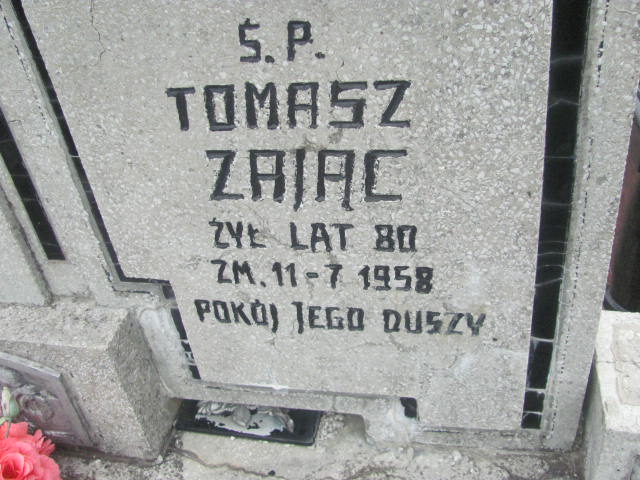 Ś.P.
TOMASZ
ZAJĄC
ŻYŁ LAT 80
ZM. 11-7 1958
POKÓJ JEGO DUSZY